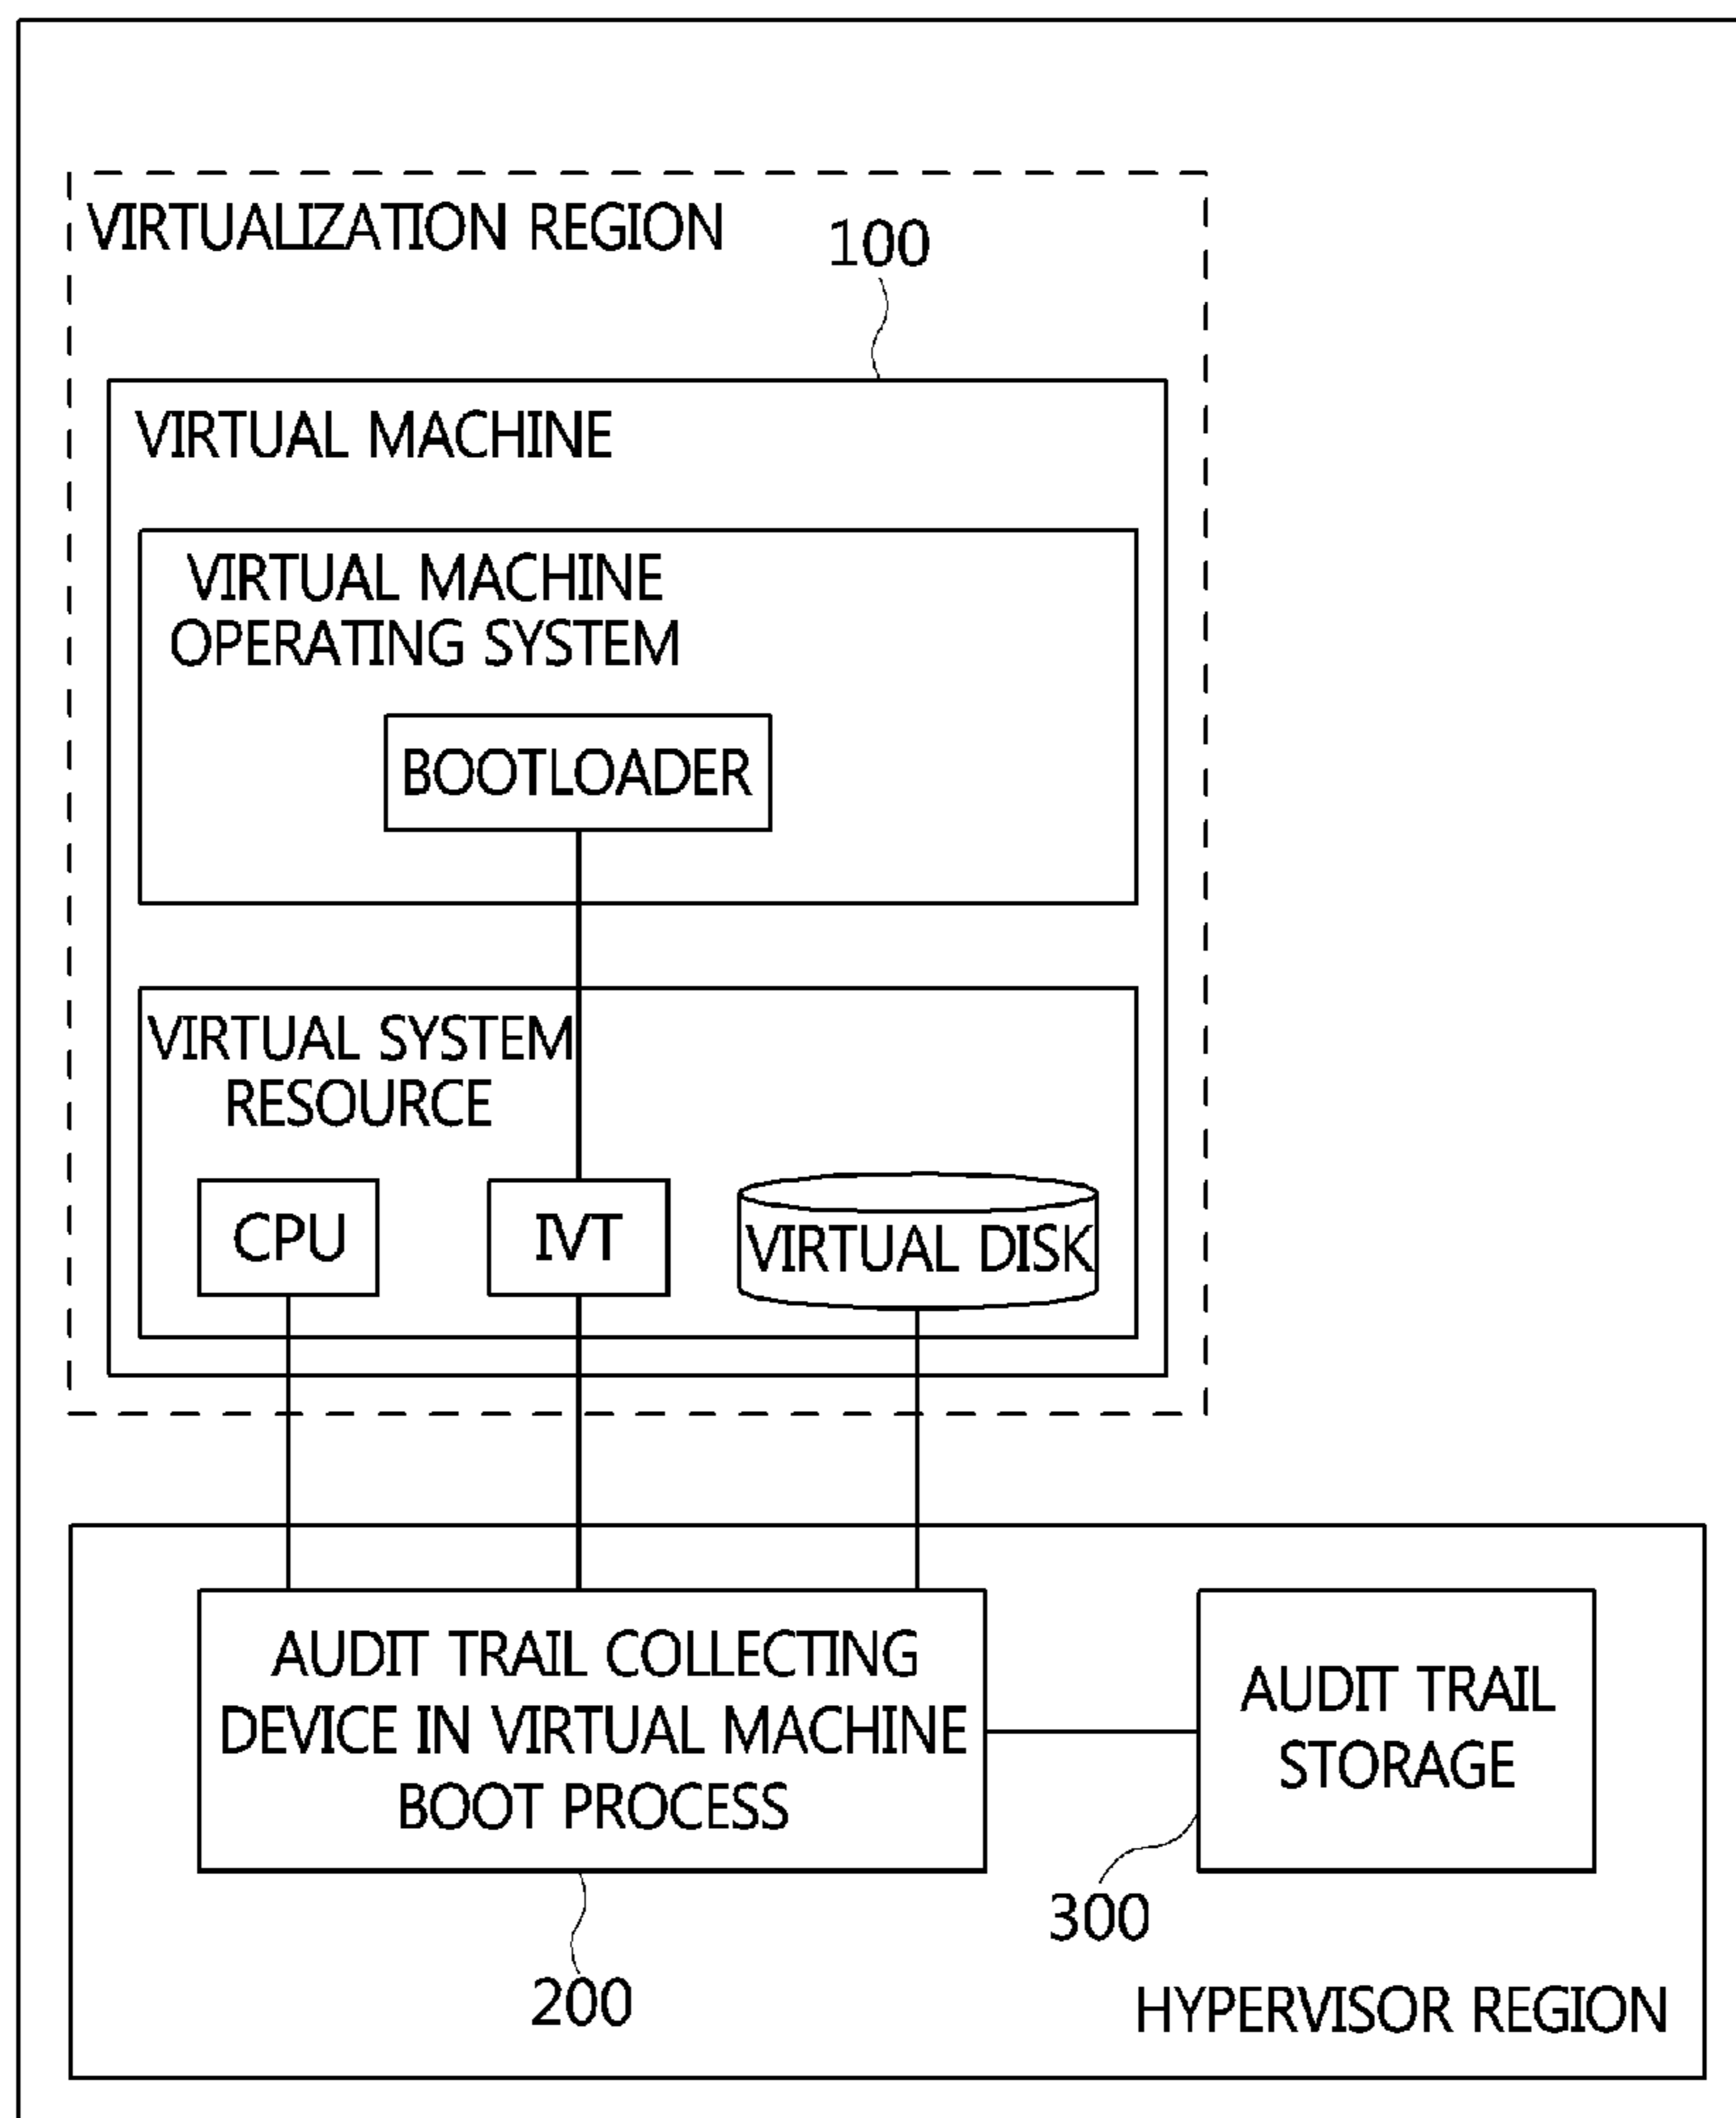 VIRTUALIZATION REGION
100
VIRTUAL MACHINE
VIRTUAL MACHINE
OPERATING SYSTEM
BOOTLOADER
VIRTUAL SYSTEM
RESOURCE
CPU
IVT
VIRTUAL DISK
AUDIT TRAIL COLLECTING
DEVICE IN VIRTUAL MACHINE
BOOT PROCESS
AUDIT TRAIL
STORAGE
300
200
HYPERVISOR REGION